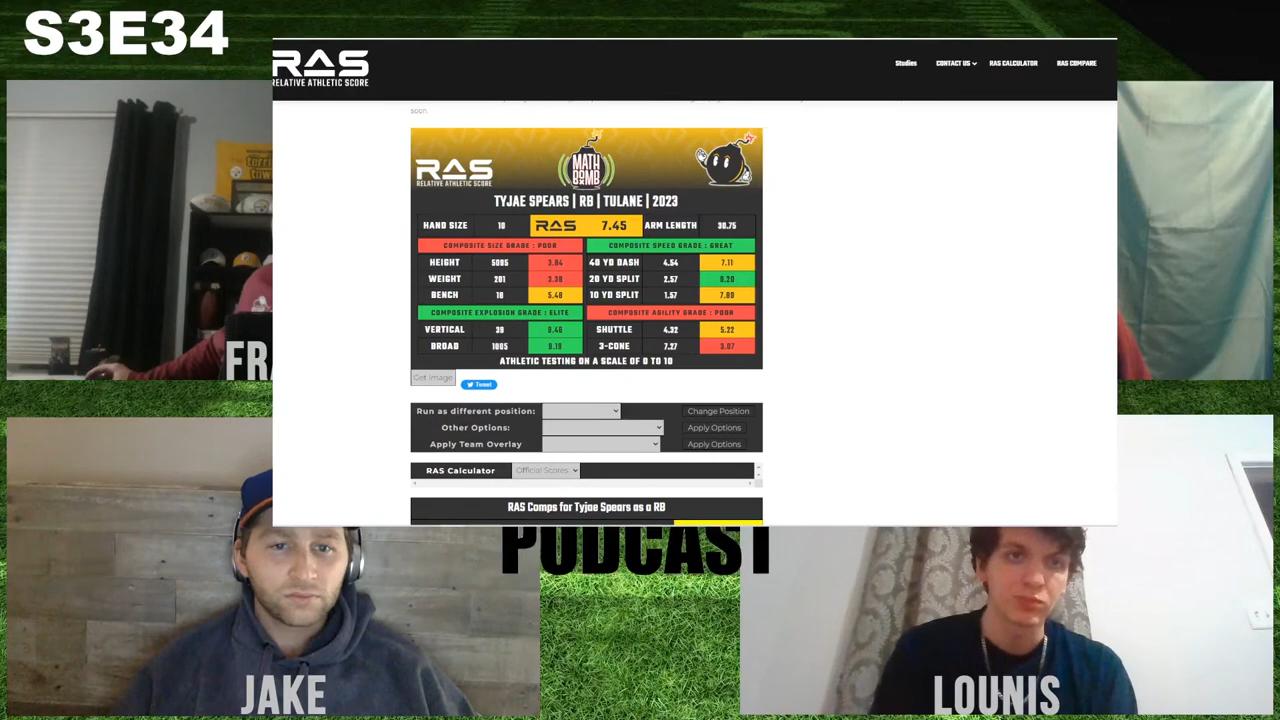 S3E34
RAS
RELATIVE ATHLETIC SCORE
Studies CONTACT US RAS CALCULATOR RAS COMPARE
soon.
RAS
RELATIVE ATHLETIC SCORE
MATH BOMB
TYJAE SPEARS | RB | TULANE | 2023
HAND SIZE 10 RAS 7.45 ARM LENGTH 30.75
COMPOSITE SIZE GRADE : POOR COMPOSITE SPEED GRADE : GREAT
HEIGHT 5095 3.84 40 YD DASH 4.54 7.11
WEIGHT 201 3.38 20 YD SPLIT 2.57 8.20
BENCH 18 5.48 10 YD SPLIT 1.57 7.89
COMPOSITE EXPLOSION GRADE : ELITE COMPOSITE AGILITY GRADE : POOR
VERTICAL 39 9.46 SHUTTLE 4.32 5.22
BROAD 1005 9.19 3-CONE 7.27 3.07
ATHLETIC TESTING ON A SCALE OF 0 TO 10
Get Image Tweet
Run as different position: Change Position
Other Options: Apply Options
Apply Team Overlay Apply Options
RAS Calculator Official Scores
RAS Comps for Tyjae Spears as a RB
terrible
town
FRA
PODCAST
JAKE
LOUNIS